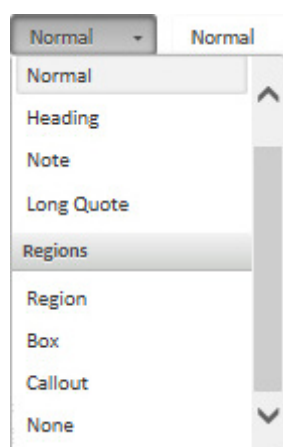 Normal Normal
Normal
Heading
Note
Long Quote
Regions
Region
Box
Callout
None